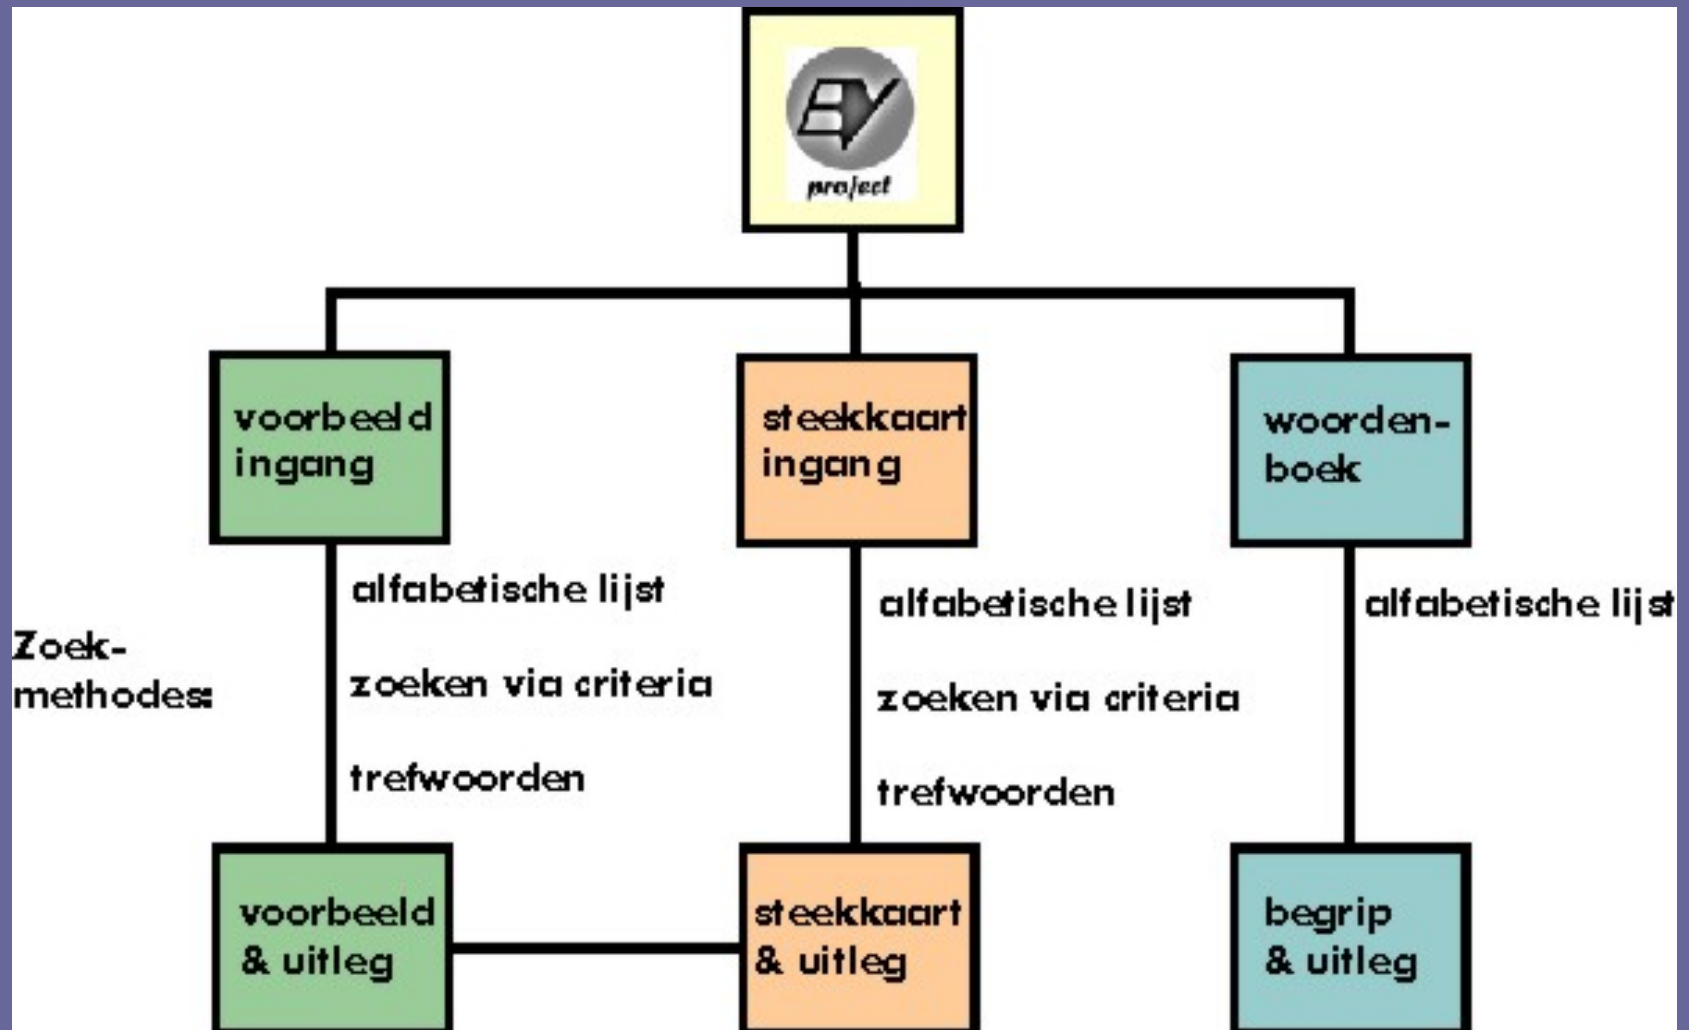 EV
project
voorbeeld
ingang
steekkaart
ingang
woorden-
boek
Zoek-
methodes:
alfabetische lijst
zoeken via criteria
trefwoorden
alfabetische lijst
zoeken via criteria
trefwoorden
alfabetische lijst
voorbeeld
& uitleg
steekkaart
& uitleg
begrip
& uitleg